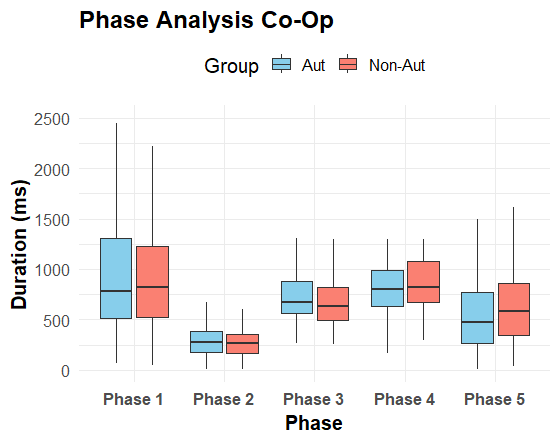 Phase Analysis Co-Op
Group Aut Non-Aut
Duration (ms)
2500
2000
1500
1000
500
0
Phase 1 Phase 2 Phase 3 Phase 4 Phase 5
Phase